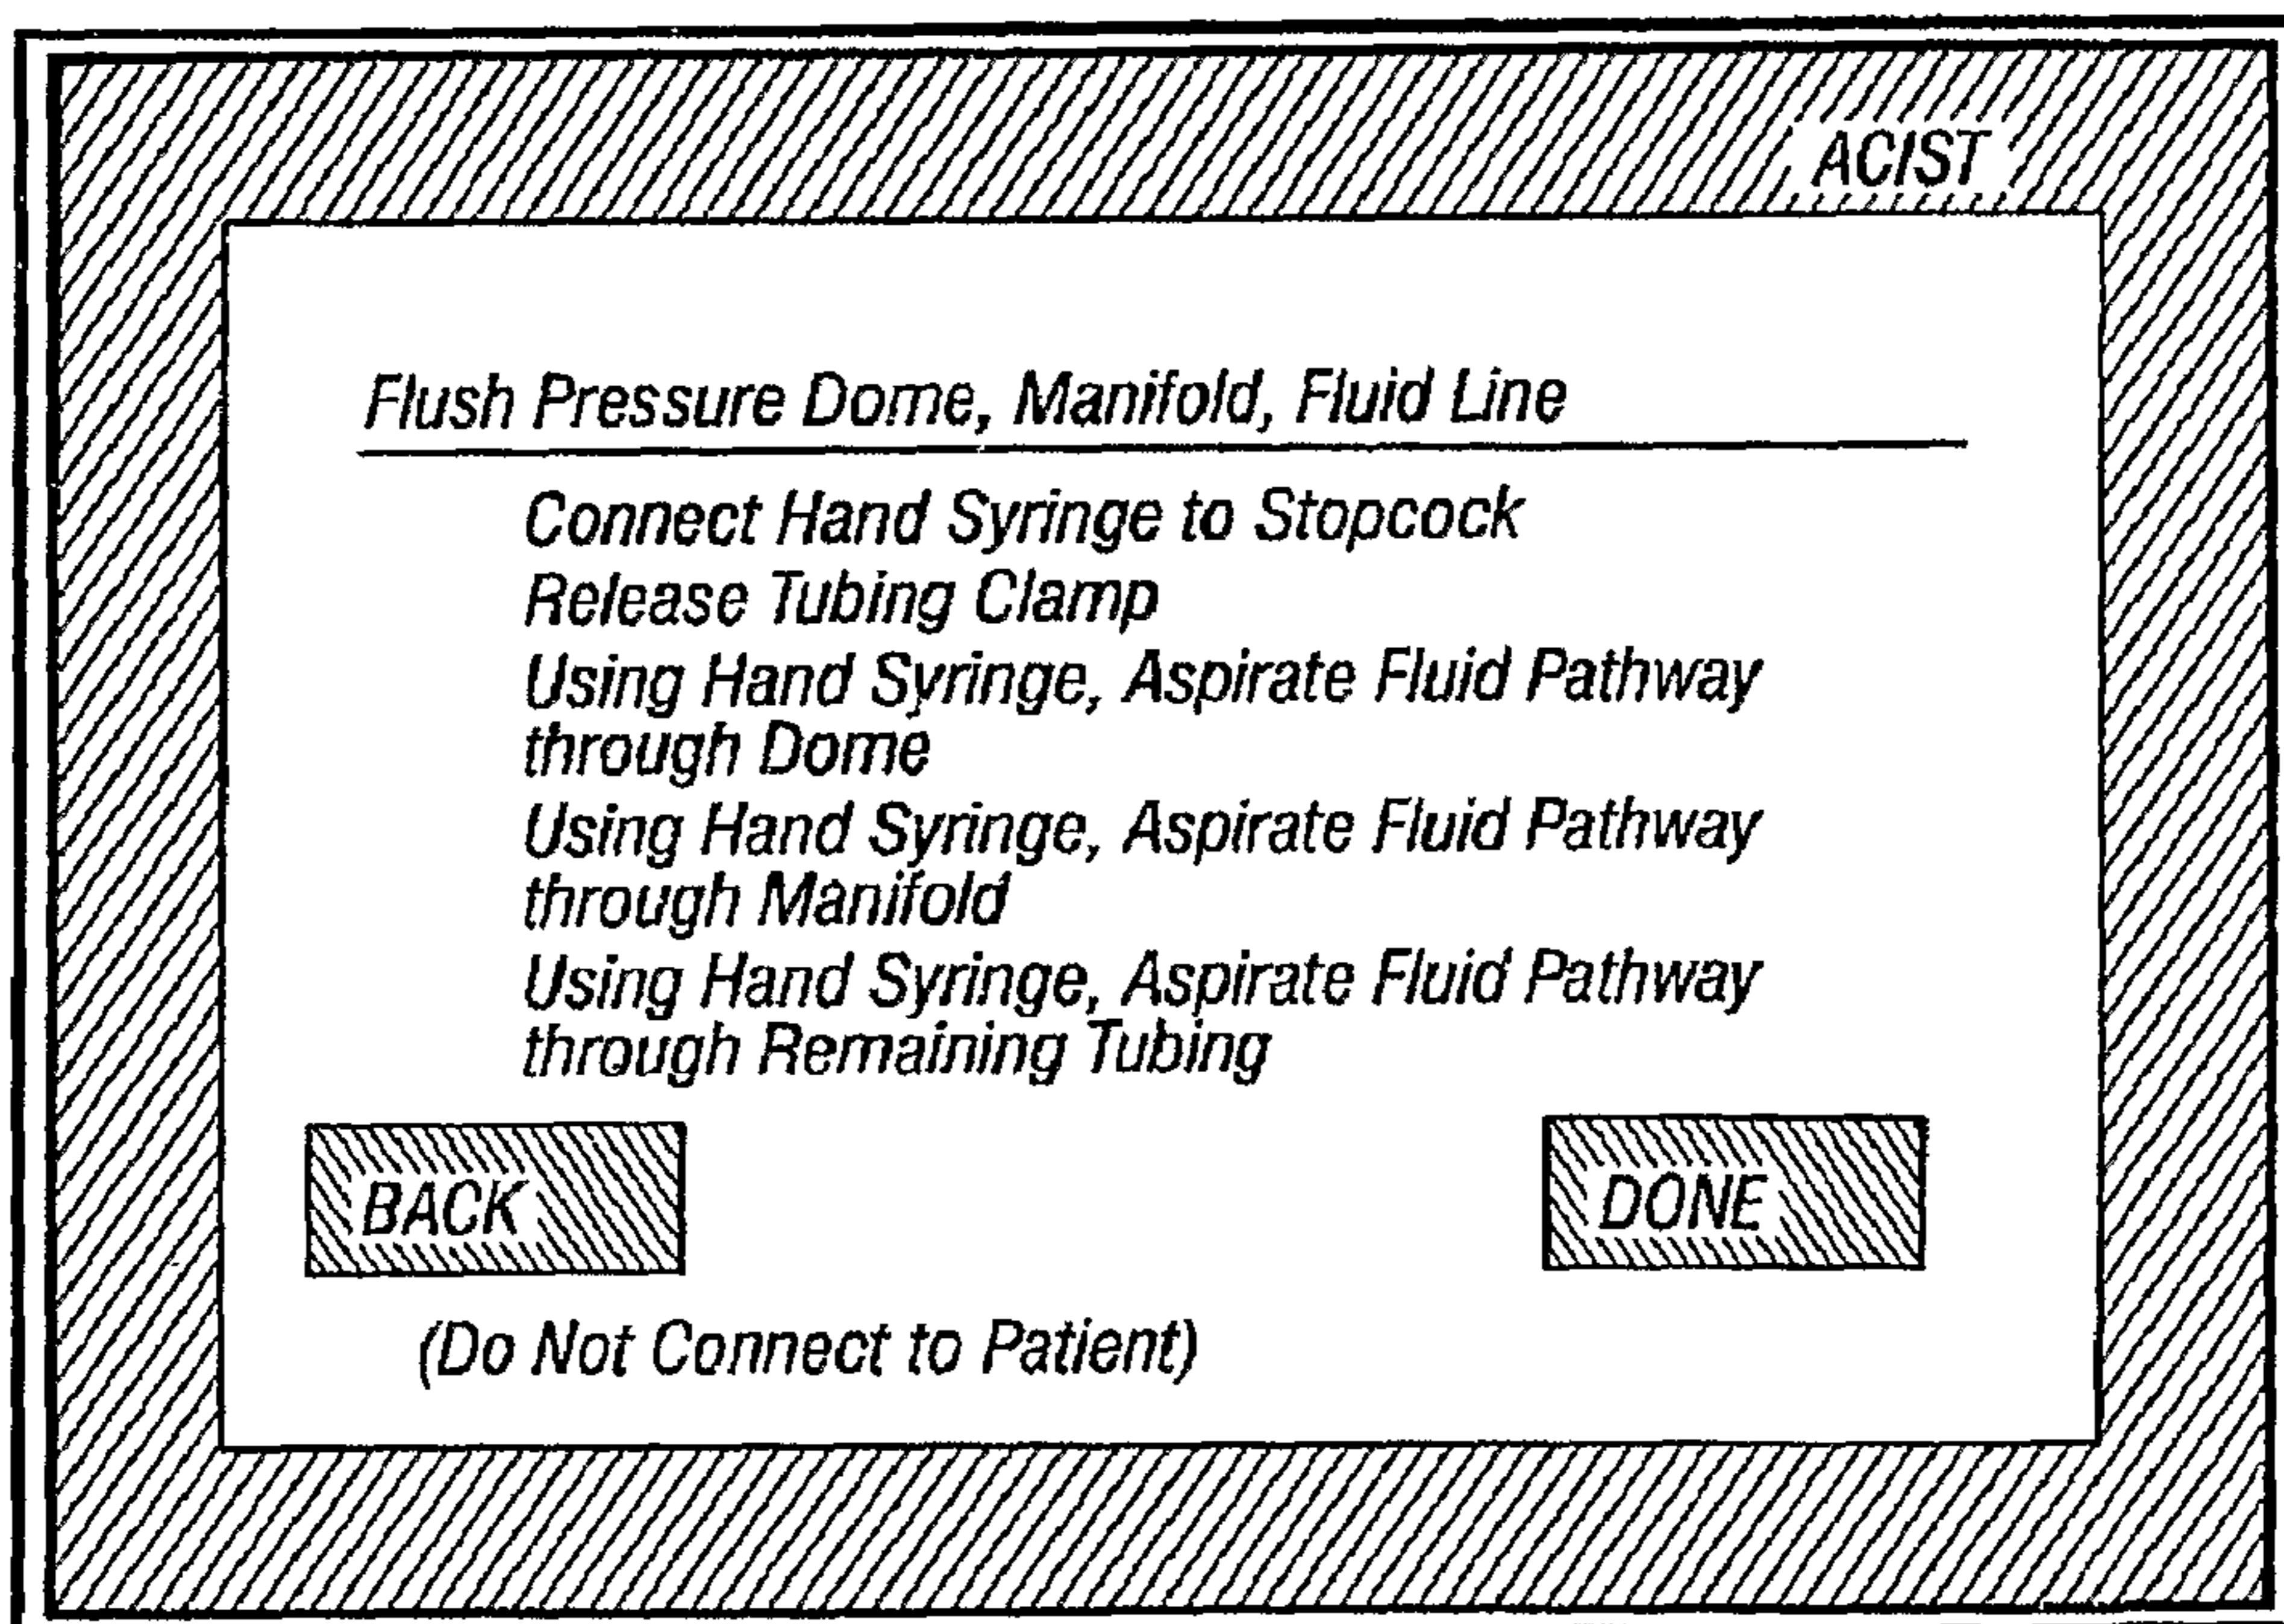 ACIST
Flush Pressure Dome, Manifold, Fluid Line
Connect Hand Syringe to Stopcock
Release Tubing Clamp
Using Hand Syringe, Aspirate Fluid Pathway
through Dome
Using Hand Syringe, Aspirate Fluid Pathway
through Manifold
Using Hand Syringe, Aspirate Fluid Pathway
through Remaining Tubing
BACK
DONE
(Do Not Connect to Patient)